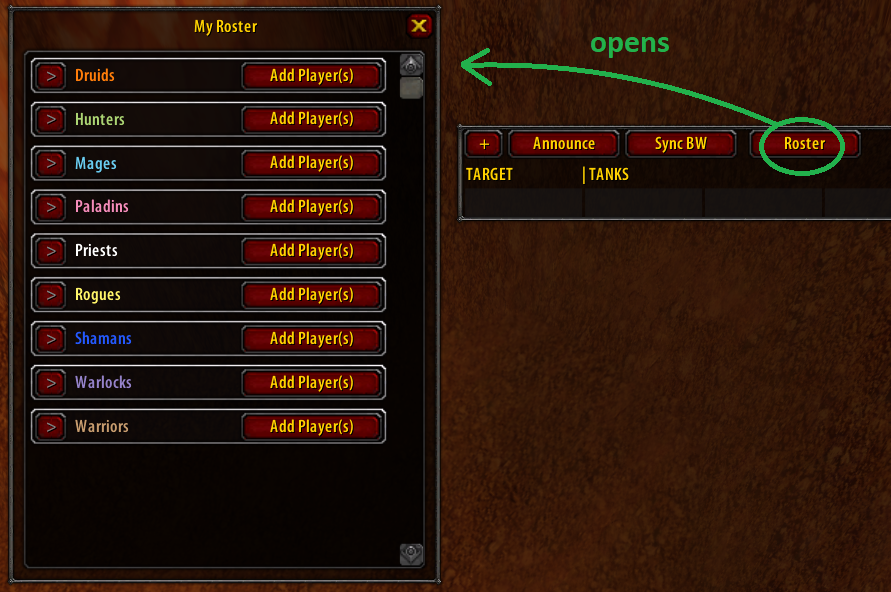 My Roster
X
> Druids Add Player(s)
> Hunters Add Player(s)
> Mages Add Player(s)
> Paladins Add Player(s)
> Priests Add Player(s)
> Rogues Add Player(s)
> Shamans Add Player(s)
> Warlocks Add Player(s)
> Warriors Add Player(s)
opens
+ Announce Sync BW Roster
TARGET | TANKS